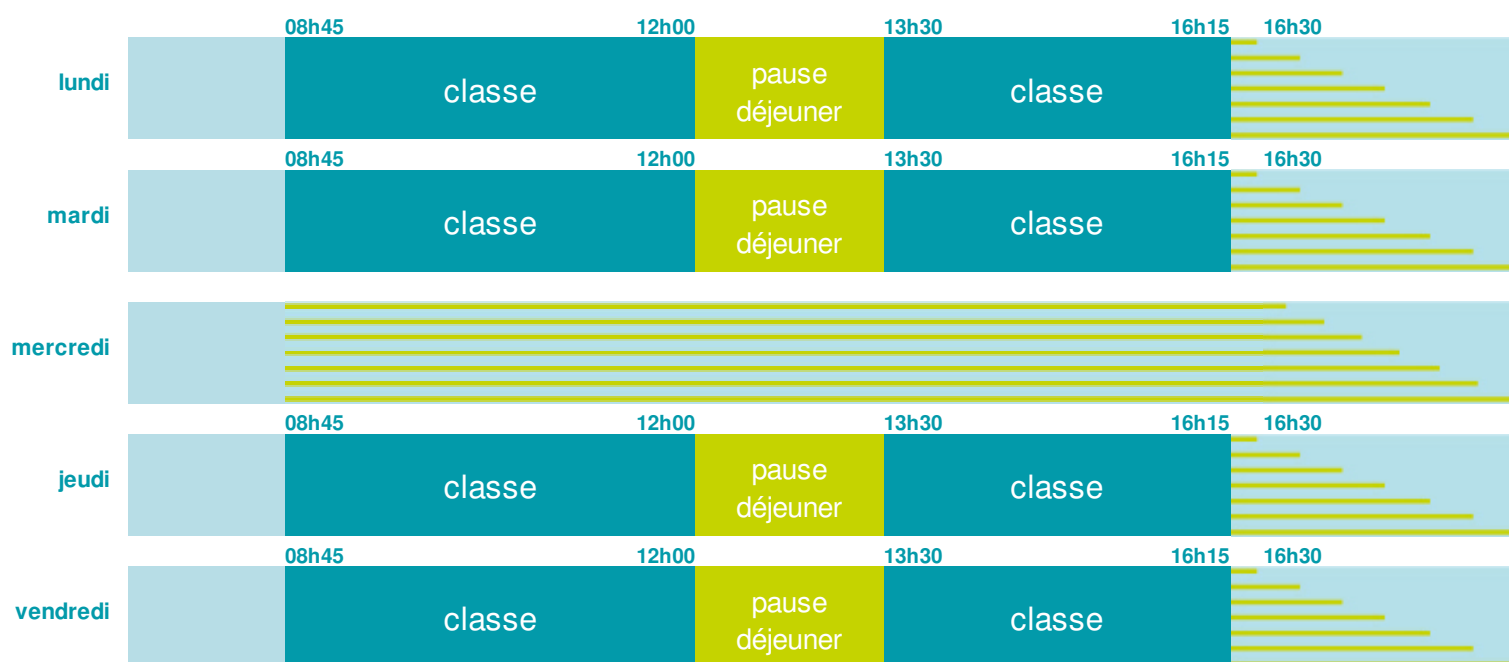 08h45 12h00 13h30 16h15 16h30
lundi classe pause déjeuner classe
08h45 12h00 13h30 16h15 16h30
mardi classe pause déjeuner classe
mercredi
08h45 12h00 13h30 16h15 16h30
jeudi classe pause déjeuner classe
08h45 12h00 13h30 16h15 16h30
vendredi classe pause déjeuner classe